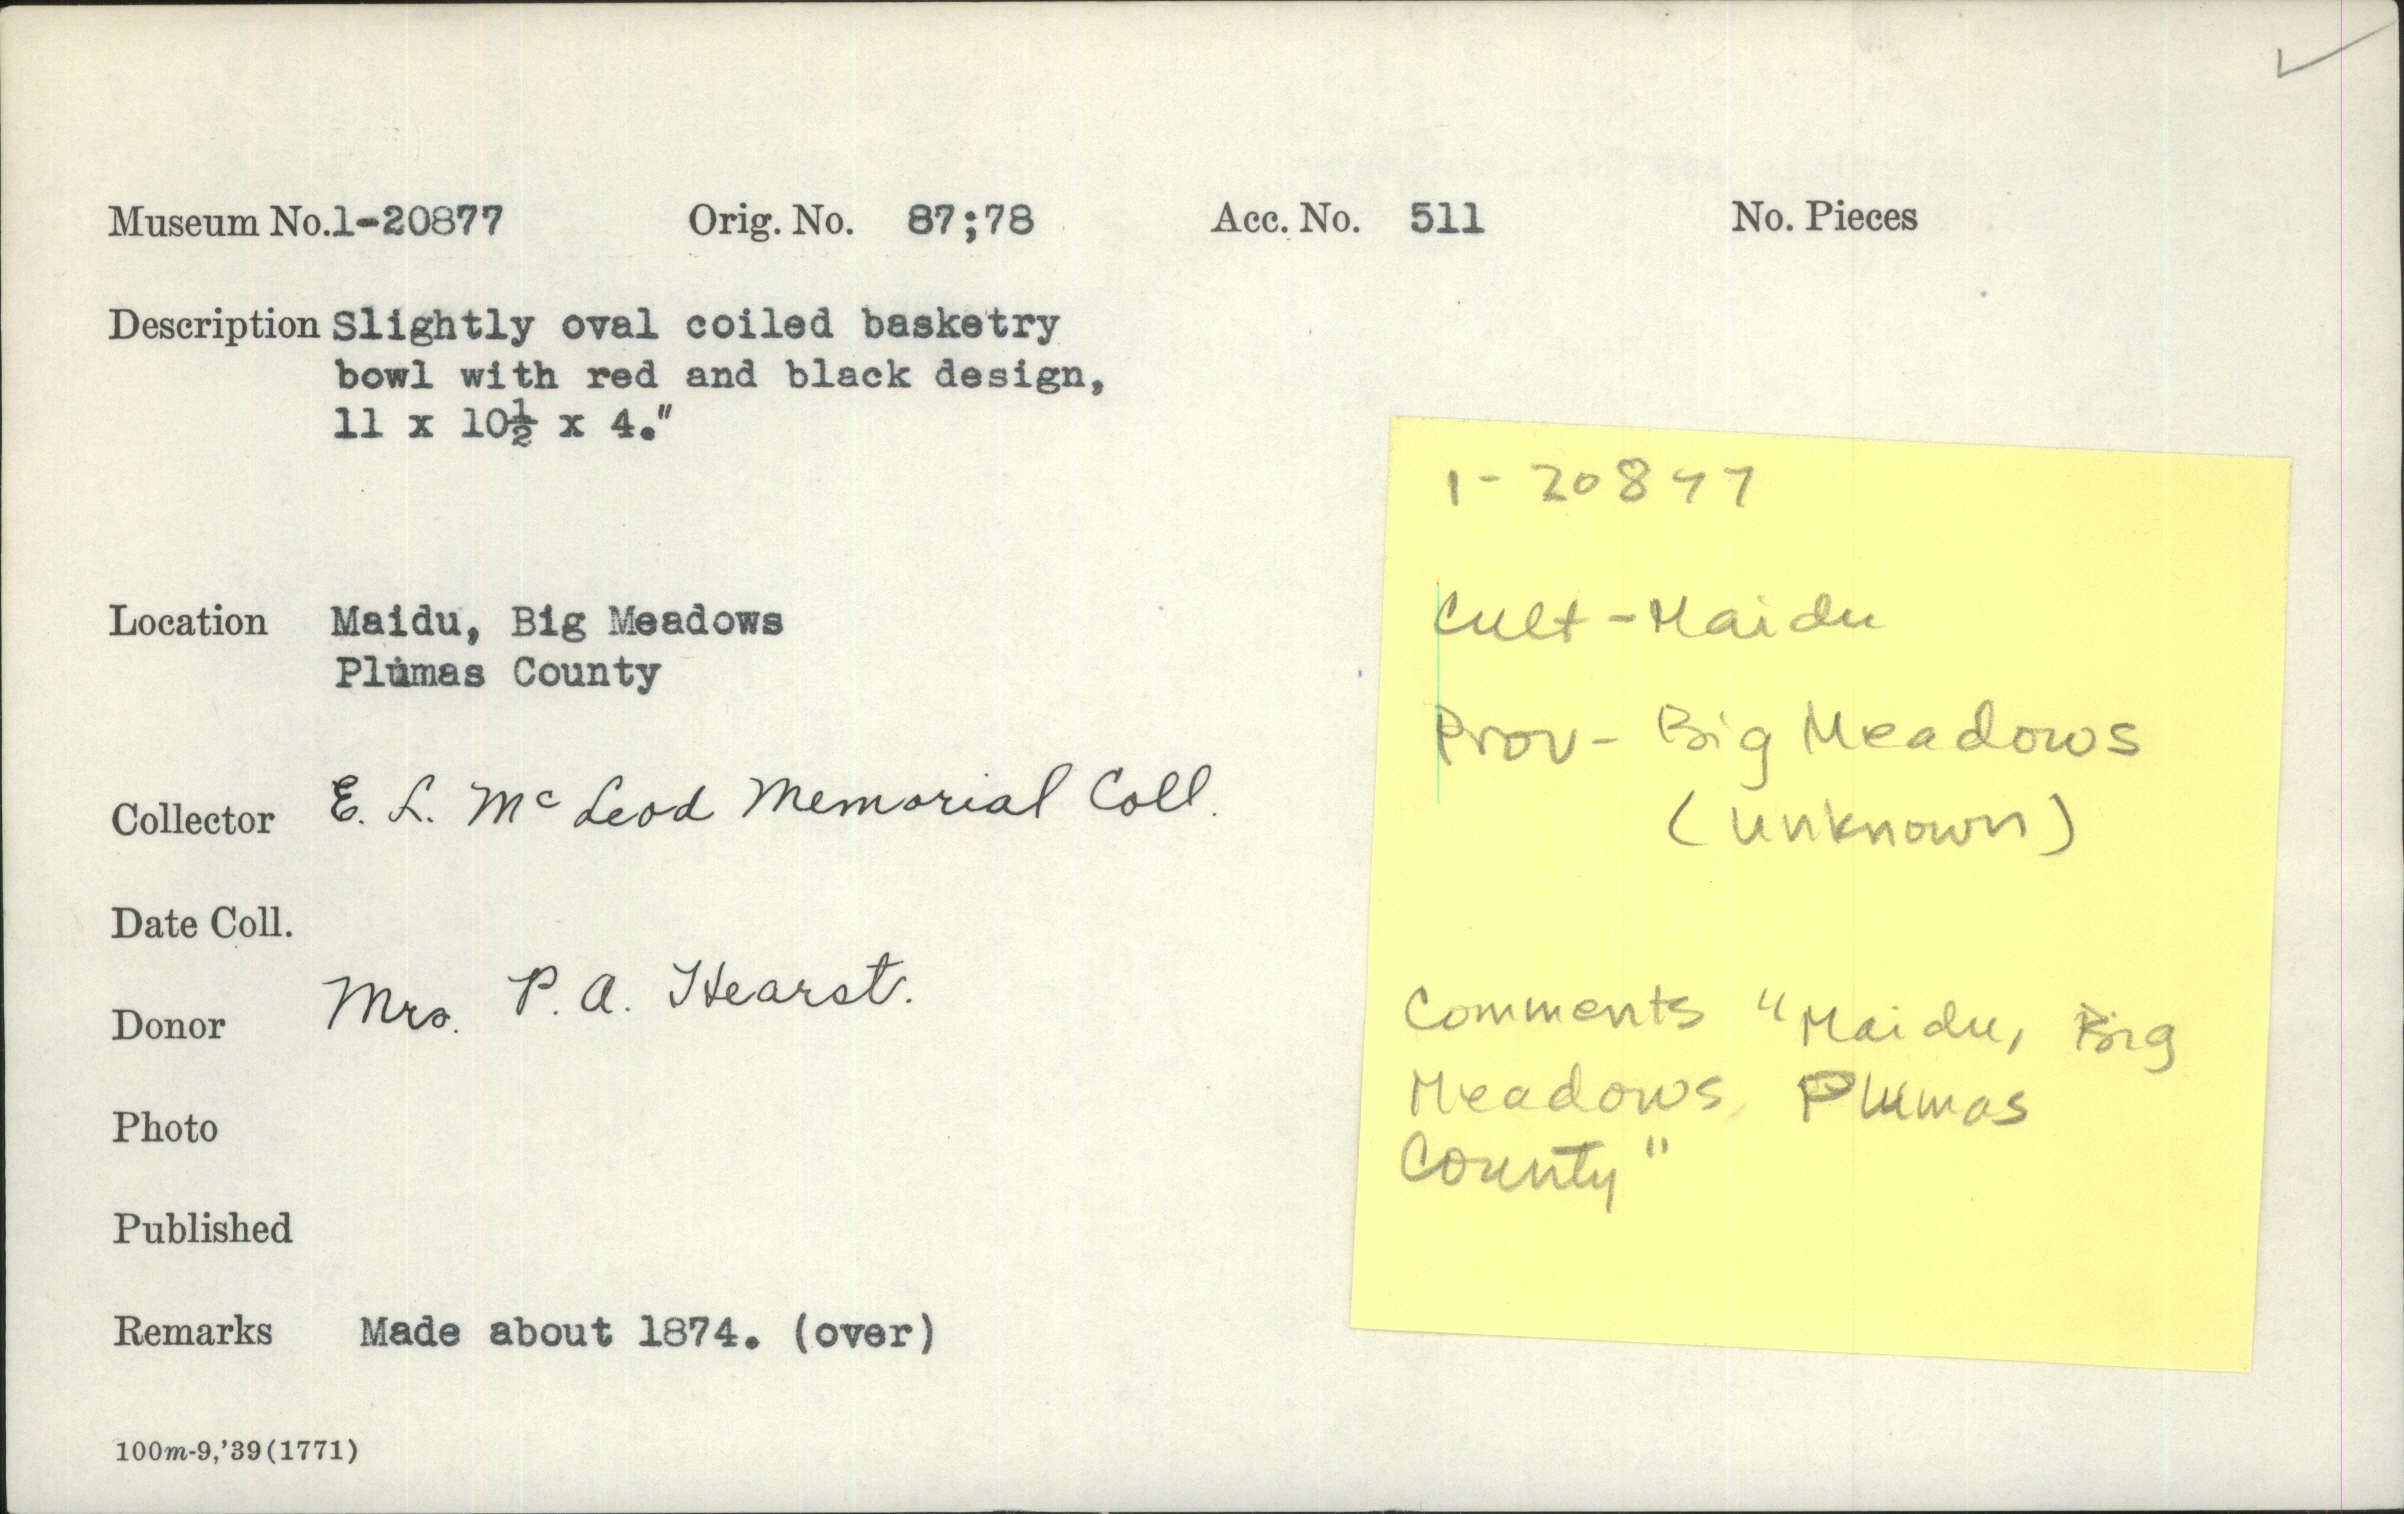 Museum No. 1-20877 Orig. No. 87;78 Acc. No. 511 No. Pieces
Description Slightly oval coiled basketry
bowl with red and black design,
11 x 10½ x 4."
Location Maidu, Big Meadows
Plumas County
Collector E. L. McLeod Memorial Coll.
Date Coll.
Donor Mrs. P. A. Hearst.
Photo
Published
Remarks Made about 1874. (over)
100m-9,'39(1771)
1-20877
Cult-Maidu
Prov- Big Meadows
(unknown)
Comments "Maidu, Big
Meadows, Plumas
County"